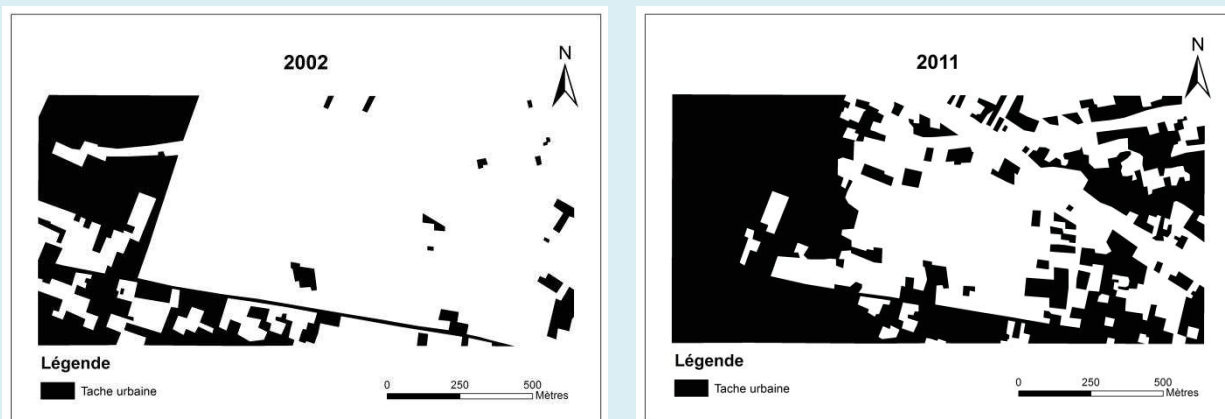 2002
N
Légende
Tache urbaine
0 250 500
Mètres
2011
N
Légende
Tache urbaine
0 250 500
Mètres